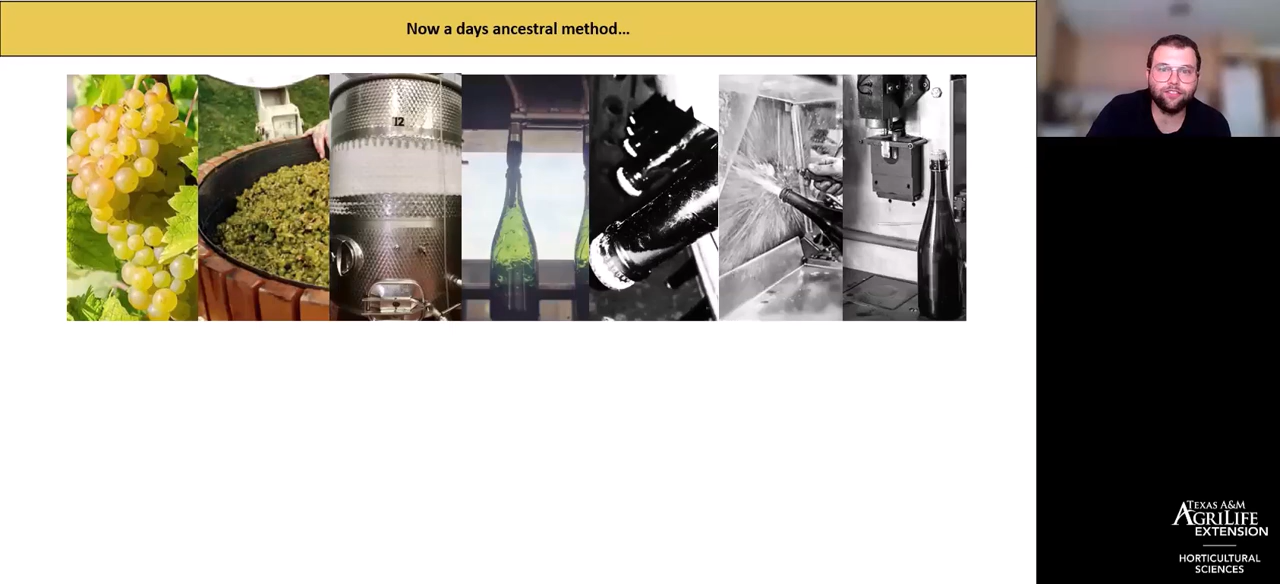 Now a days ancestral method...
12
TEXAS A&M
AGRILIFE
EXTENSION
HORTICULTURAL
SCIENCES